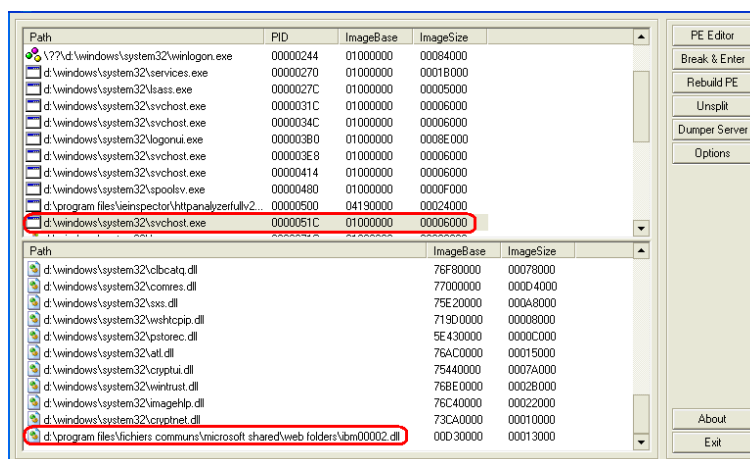 Path PID ImageBase ImageSize
\??\d:\windows\system32\winlogon.exe 00000244 01000000 00084000
d:\windows\system32\services.exe 00000270 01000000 0001B000
d:\windows\system32\lsass.exe 0000027C 01000000 00005000
d:\windows\system32\svchost.exe 0000031C 01000000 00006000
d:\windows\system32\svchost.exe 0000034C 01000000 00006000
d:\windows\system32\logonui.exe 000003B0 01000000 0008E000
d:\windows\system32\svchost.exe 000003E8 01000000 00006000
d:\windows\system32\svchost.exe 00000414 01000000 00006000
d:\windows\system32\spoolsv.exe 00000480 01000000 0000F000
d:\program files\ieinspector\httpanalyzerfullv2... 00000500 04190000 00024000
d:\windows\system32\svchost.exe 0000051C 01000000 00006000
Path ImageBase ImageSize
d:\windows\system32\clbcatq.dll 76F80000 00078000
d:\windows\system32\comres.dll 77000000 000D4000
d:\windows\system32\sxs.dll 75E20000 000A8000
d:\windows\system32\wshtcpip.dll 719D0000 00008000
d:\windows\system32\pstorec.dll 5E430000 0000C000
d:\windows\system32\atl.dll 76AC0000 00015000
d:\windows\system32\cryptui.dll 75440000 0007A000
d:\windows\system32\wintrust.dll 76BE0000 0002B000
d:\windows\system32\imagehlp.dll 76C40000 00022000
d:\windows\system32\cryptnet.dll 73CA0000 00010000
d:\program files\fichiers communs\microsoft shared\web folders\ibm00002.dll 00D30000 00013000
PE Editor
Break & Enter
Rebuild PE
Unsplit
Dumper Server
Options
About
Exit